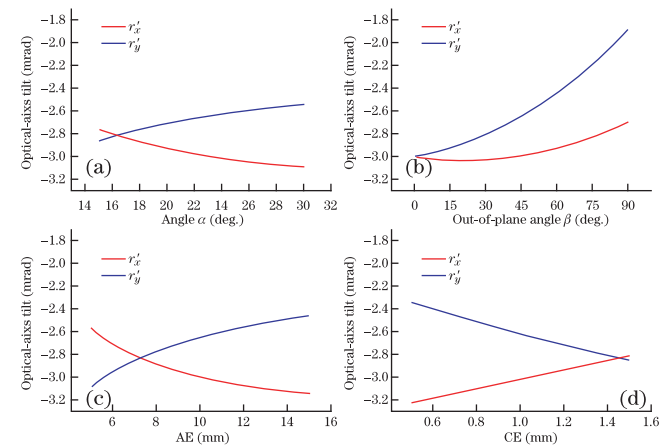 −1.8
−2.0
−2.2
−2.4
−2.6
−2.8
−3.0
−3.2
Optical-aixs tilt (mrad)
r′x
r′y
(a)
14 16 18 20 22 24 26 28 30 32
Angle α (deg.)
−1.8
−2.0
−2.2
−2.4
−2.6
−2.8
−3.0
−3.2
Optical-aixs tilt (mrad)
r′x
r′y
(b)
0 15 30 45 60 75 90
Out-of-plane angle β (deg.)
−1.8
−2.0
−2.2
−2.4
−2.6
−2.8
−3.0
−3.2
Optical-aixs tilt (mrad)
r′x
r′y
(c)
6 8 10 12 14 16
AE (mm)
−1.8
−2.0
−2.2
−2.4
−2.6
−2.8
−3.0
−3.2
Optical-aixs tilt (mrad)
r′x
r′y
(d)
0.6 0.8 1.0 1.2 1.4 1.6
CE (mm)